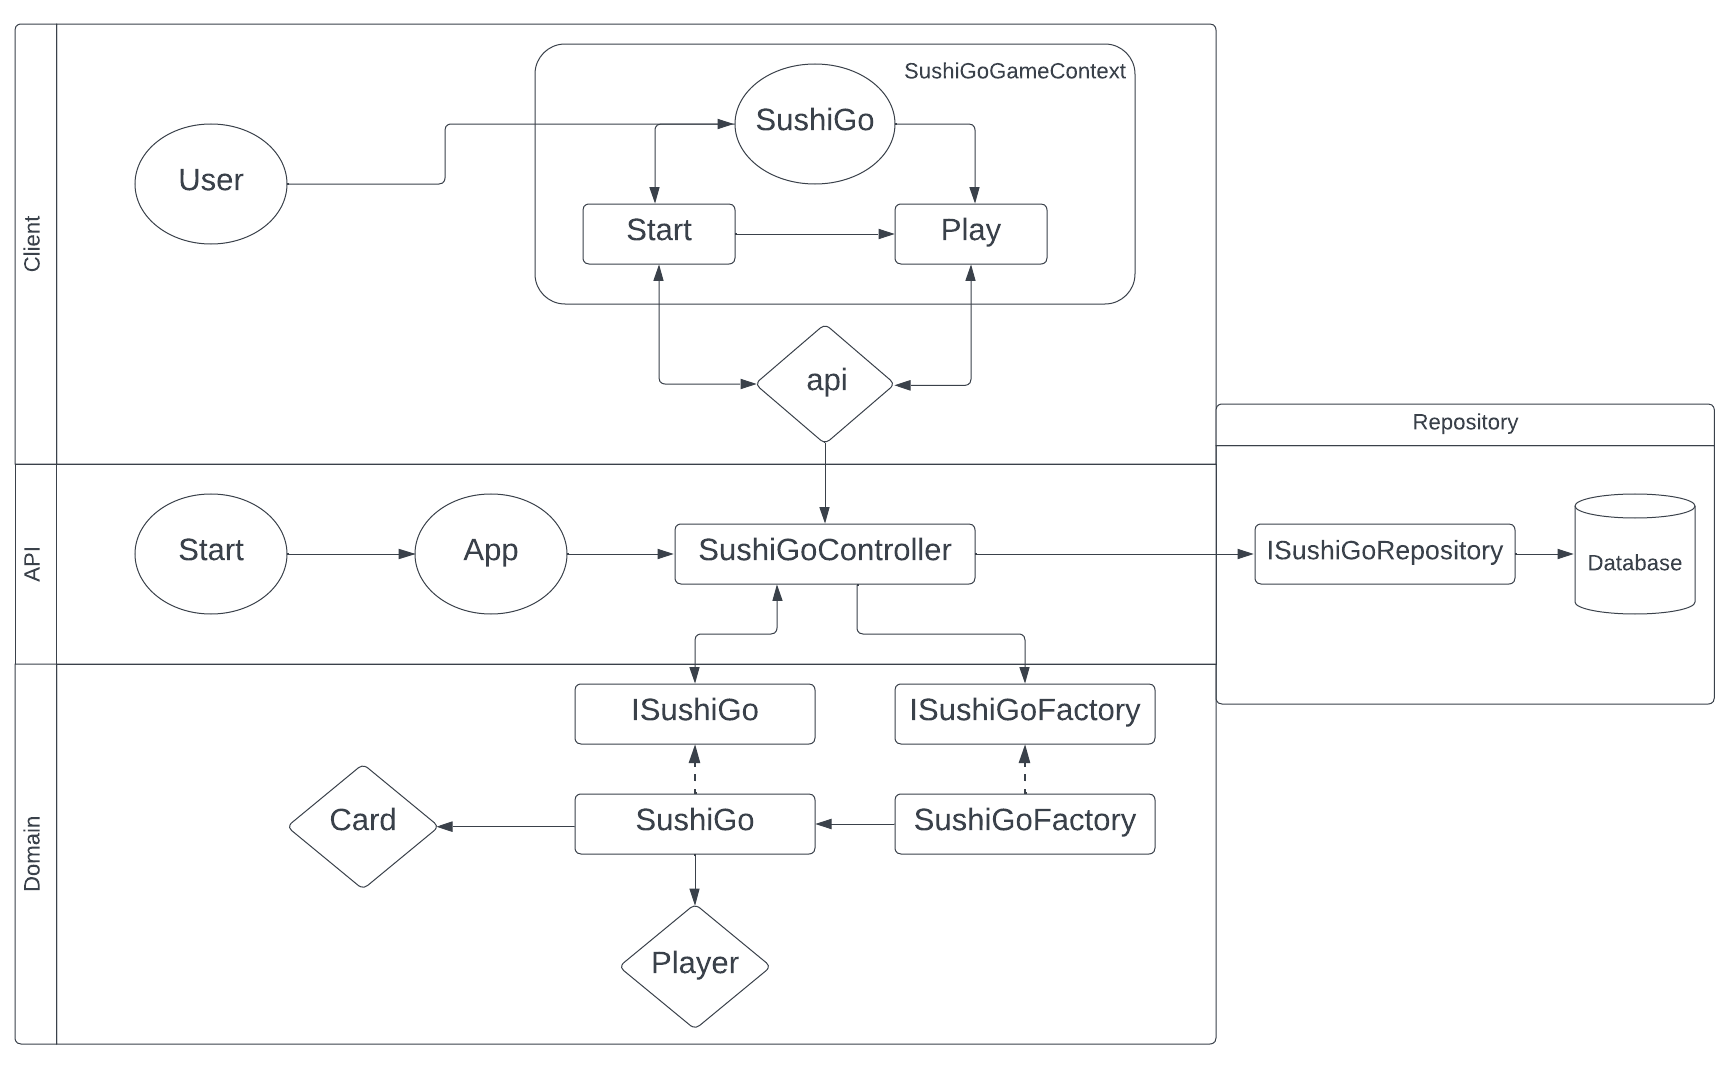 Client
SushiGoGameContext
SushiGo
User
Start
Play
api
Repository
API
Start
App
SushiGoController
ISushiGoRepository
Database
Domain
ISushiGo
ISushiGoFactory
Card
SushiGo
SushiGoFactory
Player